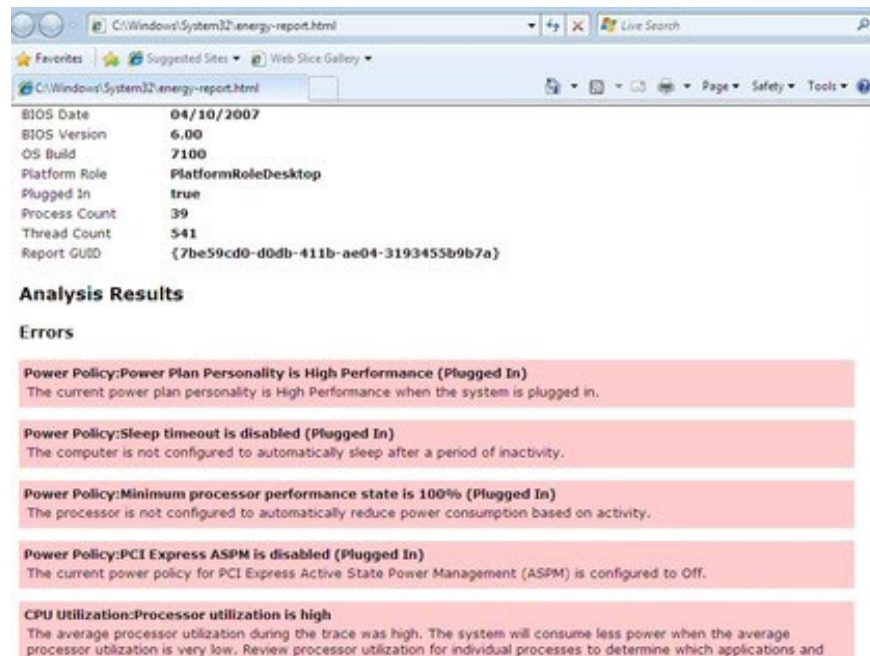 C:\Windows\System32\energy-report.html
Live Search
Favorites Suggested Sites Web Slice Gallery
C:\Windows\System32\energy-report.html
Page Safety Tools
BIOS Date 04/10/2007
BIOS Version 6.00
OS Build 7100
Platform Role PlatformRoleDesktop
Plugged In true
Process Count 39
Thread Count 541
Report GUID {7be59cd0-d0db-411b-ae04-3193455b9b7a}
Analysis Results
Errors
Power Policy:Power Plan Personality is High Performance (Plugged In)
The current power plan personality is High Performance when the system is plugged in.
Power Policy:Sleep timeout is disabled (Plugged In)
The computer is not configured to automatically sleep after a period of inactivity.
Power Policy:Minimum processor performance state is 100% (Plugged In)
The processor is not configured to automatically reduce power consumption based on activity.
Power Policy:PCI Express ASPM is disabled (Plugged In)
The current power policy for PCI Express Active State Power Management (ASPM) is configured to Off.
CPU Utilization:Processor utilization is high
The average processor utilization during the trace was high. The system will consume less power when the average
processor utilization is very low. Review processor utilization for individual processes to determine which applications and